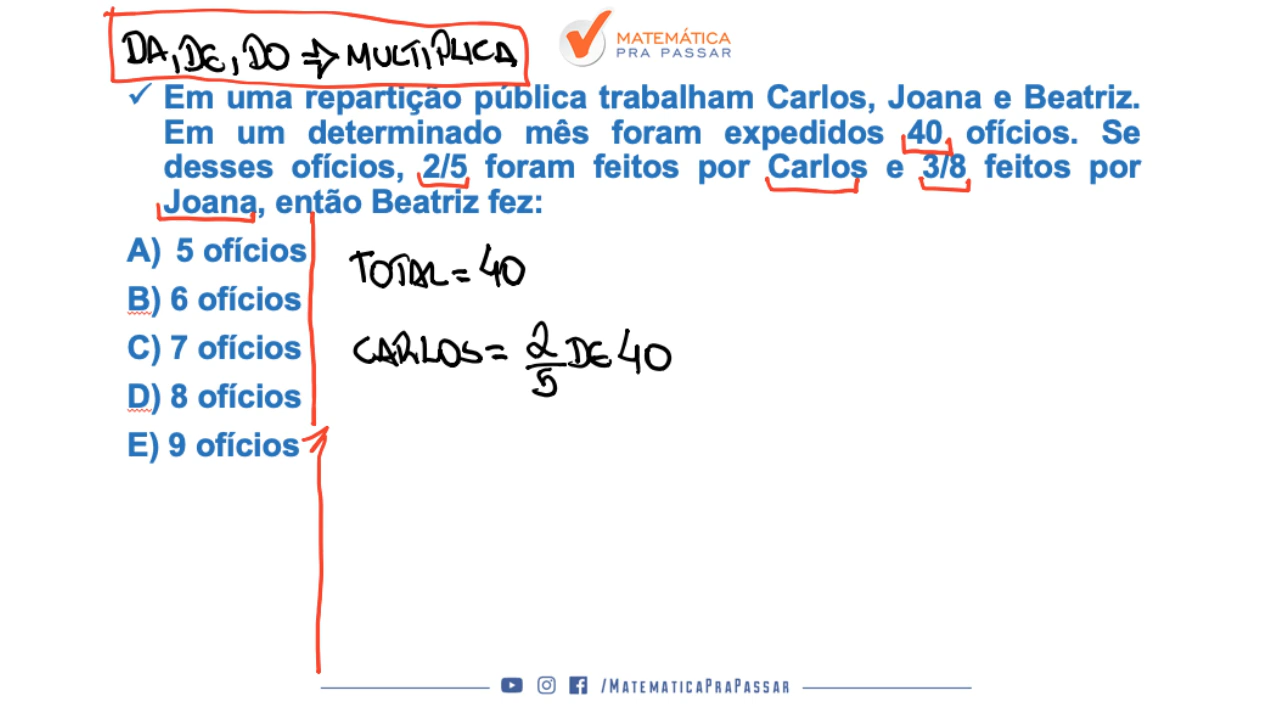 DA, DE, DO ⇒ MULTIPLICA
MATEMÁTICA
PRA PASSAR
✓ Em uma repartição pública trabalham Carlos, Joana e Beatriz.
Em um determinado mês foram expedidos 40 ofícios. Se
desses ofícios, 2/5 foram feitos por Carlos e 3/8 feitos por
Joana, então Beatriz fez:
A) 5 ofícios
B) 6 ofícios
C) 7 ofícios
D) 8 ofícios
E) 9 ofícios
TOTAL = 40
CARLOS = 2/5 DE 40
/MATEMATICAPRAPASSAR